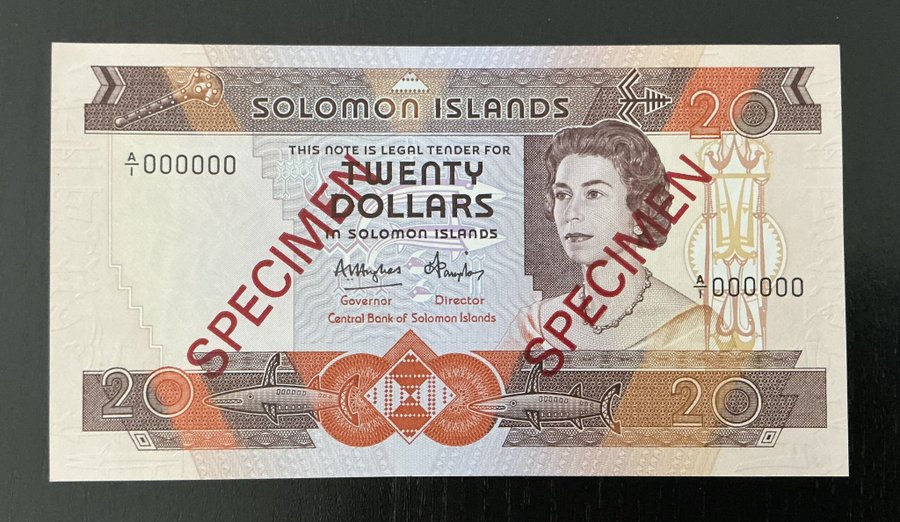 SOLOMON ISLANDS
20
A/1 000000
THIS NOTE IS LEGAL TENDER FOR
TWENTY
DOLLARS
IN SOLOMON ISLANDS
Governor Director
Central Bank of Solomon Islands
A/1 000000
SPECIMEN
SPECIMEN
20
20